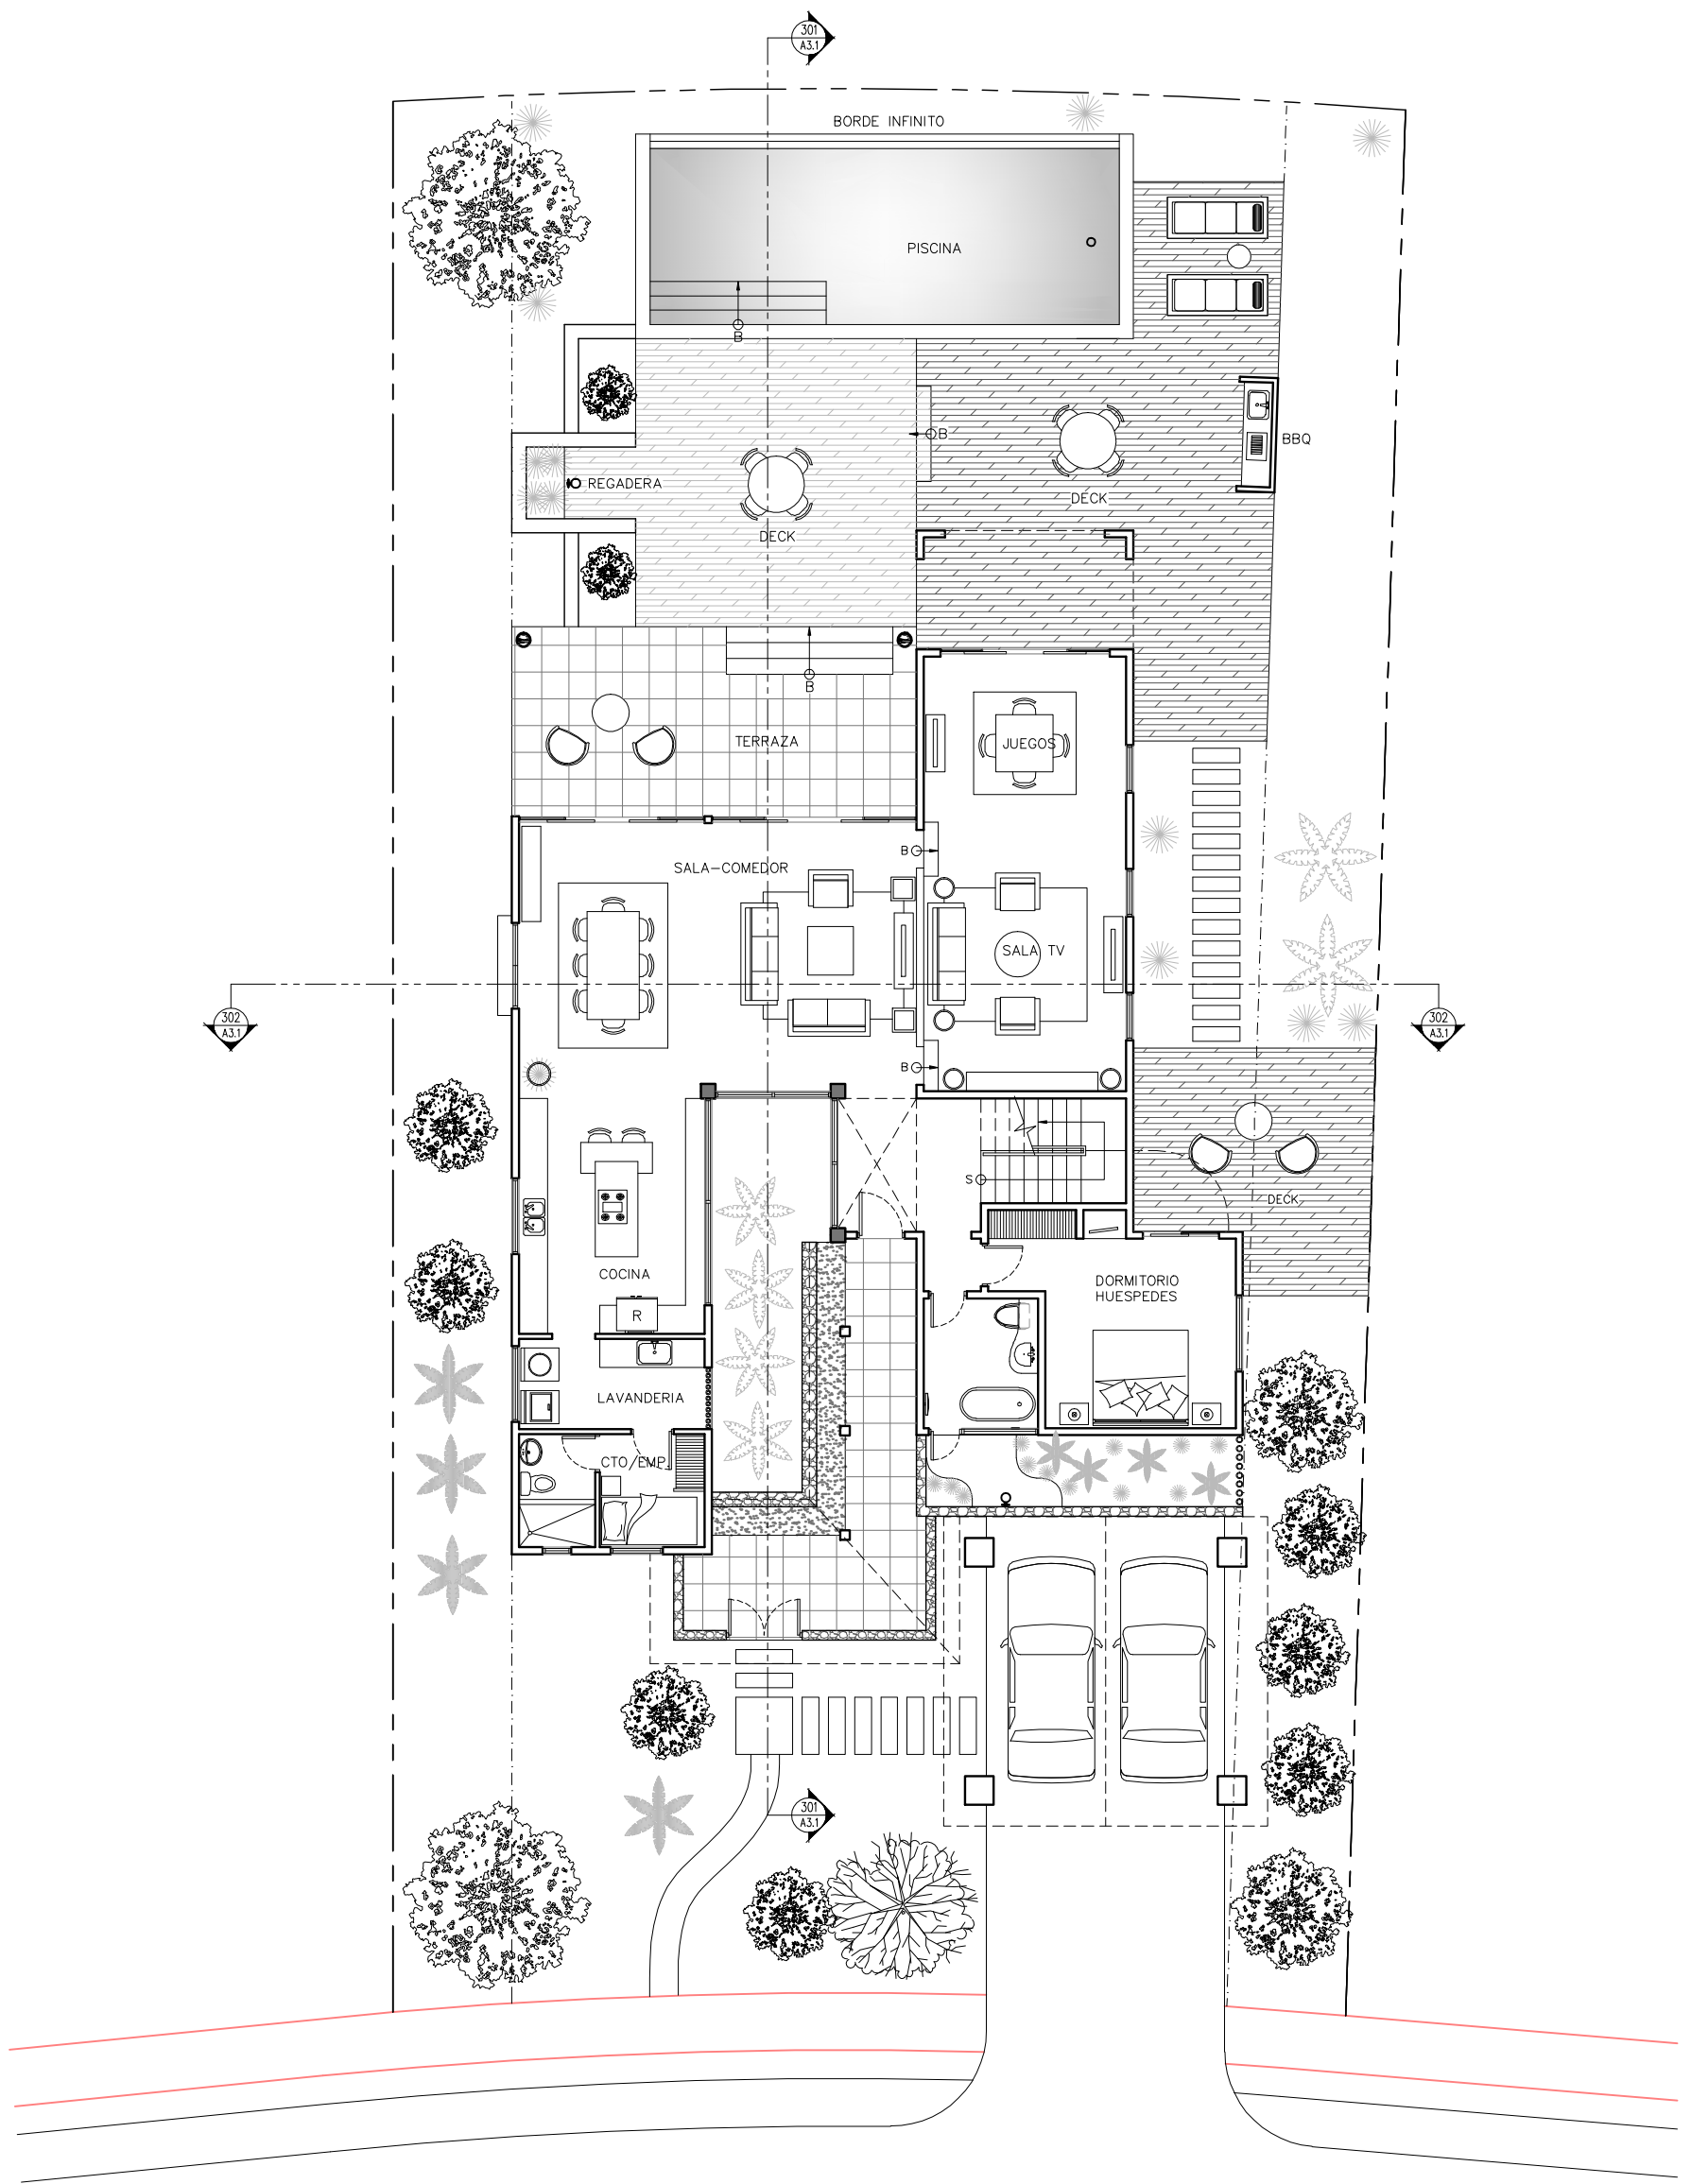 301
A3.1
BORDE INFINITO
PISCINA
B
B
BBQ
REGADERA
DECK
DECK
B
TERRAZA
JUEGOS
B
SALA-COMEDOR
SALA TV
302
A3.1
302
A3.1
B
S
DECK
COCINA
DORMITORIO
HUESPEDES
R
LAVANDERIA
CTO/EMP.
301
A3.1